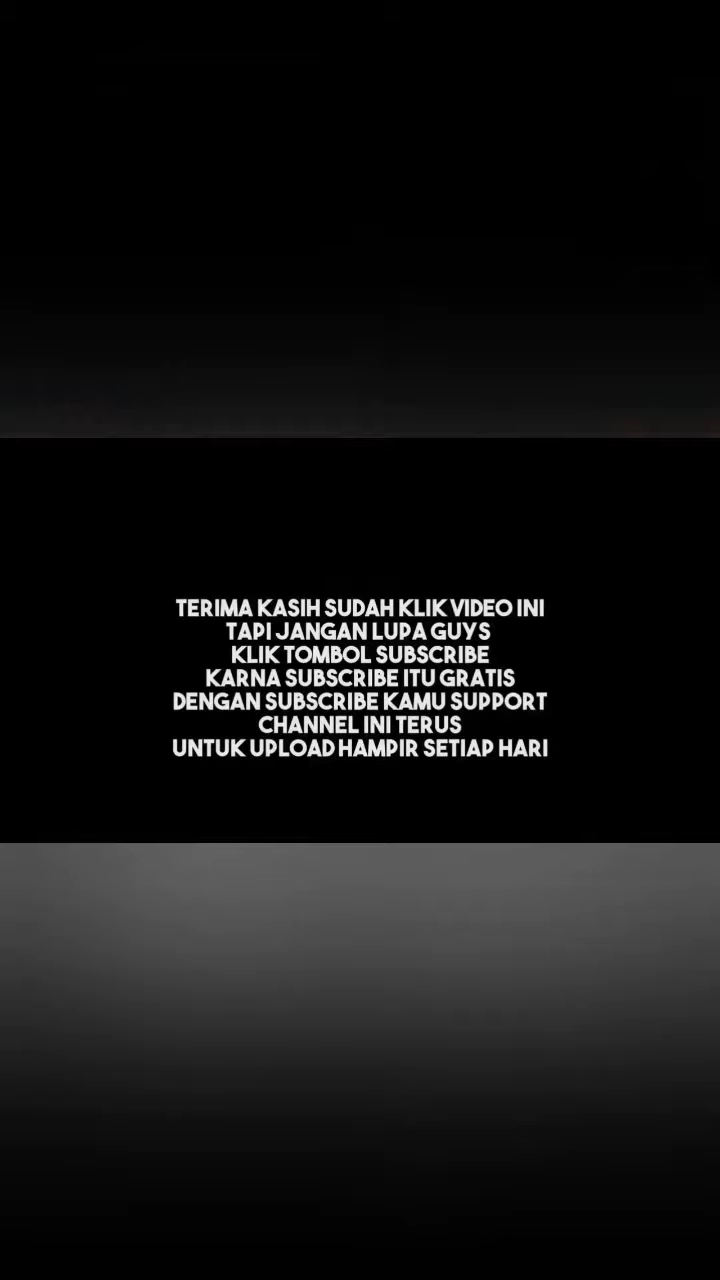 TERIMA KASIH SUDAH KLIK VIDEO INI
TAPI JANGAN LUPA GUYS
KLIK TOMBOL SUBSCRIBE
KARNA SUBSCRIBE ITU GRATIS
DENGAN SUBSCRIBE KAMU SUPPORT
CHANNEL INI TERUS
UNTUK UPLOAD HAMPIR SETIAP HARI